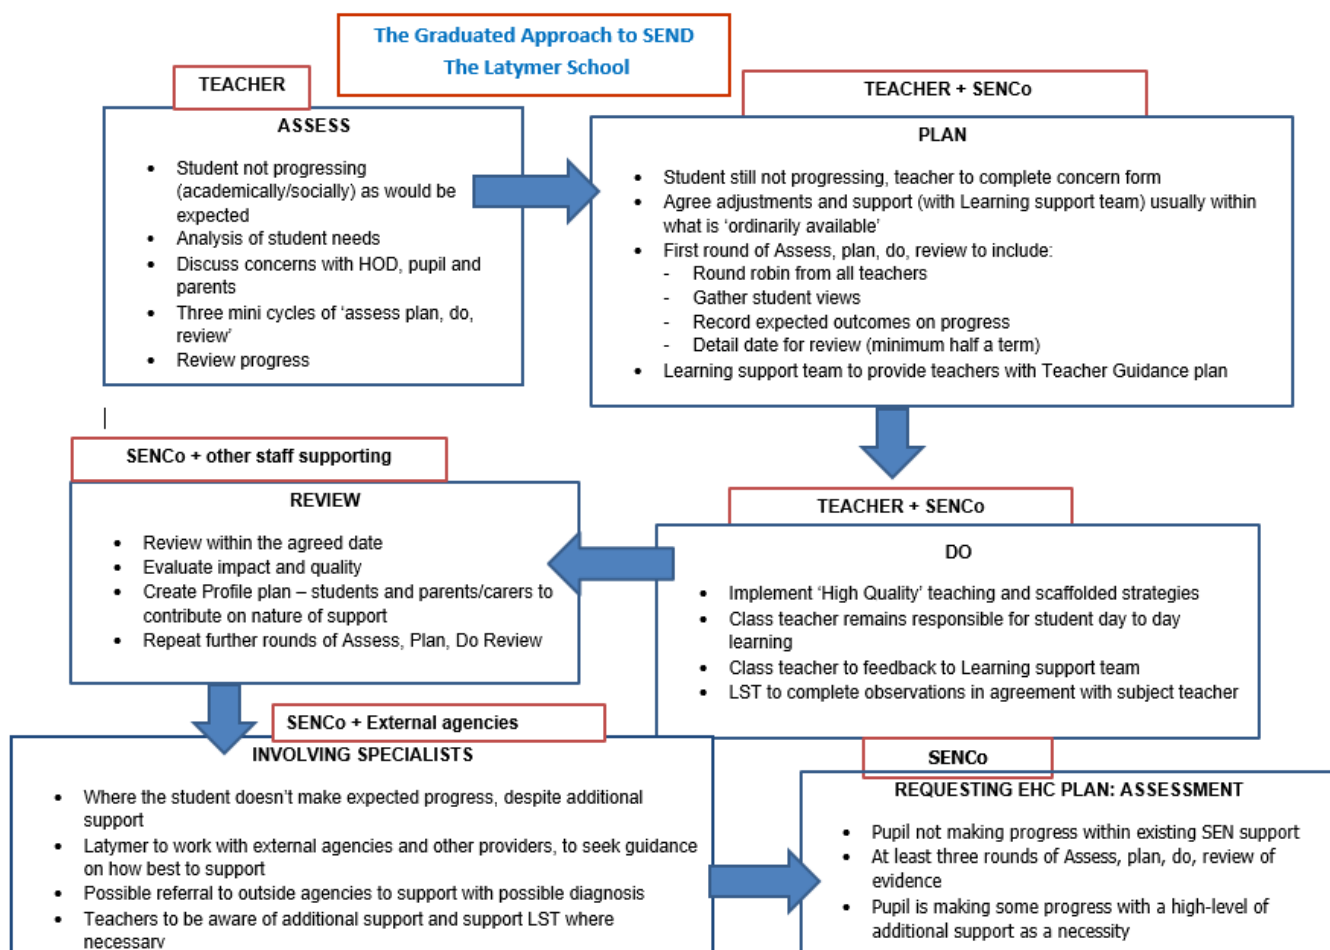 The Graduated Approach to SEND
The Latymer School
TEACHER
ASSESS
• Student not progressing
(academically/socially) as would be
expected
• Analysis of student needs
• Discuss concerns with HOD, pupil and
parents
• Three mini cycles of ‘assess plan, do,
review’
• Review progress
TEACHER + SENCo
PLAN
• Student still not progressing, teacher to complete concern form
• Agree adjustments and support (with Learning support team) usually within
what is ‘ordinarily available’
• First round of Assess, plan, do, review to include:
- Round robin from all teachers
- Gather student views
- Record expected outcomes on progress
- Detail date for review (minimum half a term)
• Learning support team to provide teachers with Teacher Guidance plan
TEACHER + SENCo
DO
• Implement ‘High Quality’ teaching and scaffolded strategies
• Class teacher remains responsible for student day to day
learning
• Class teacher to feedback to Learning support team
• LST to complete observations in agreement with subject teacher
SENCo + other staff supporting
REVIEW
• Review within the agreed date
• Evaluate impact and quality
• Create Profile plan – students and parents/carers to
contribute on nature of support
• Repeat further rounds of Assess, Plan, Do Review
SENCo + External agencies
INVOLVING SPECIALISTS
• Where the student doesn’t make expected progress, despite additional
support
• Latymer to work with external agencies and other providers, to seek guidance
on how best to support
• Possible referral to outside agencies to support with possible diagnosis
• Teachers to be aware of additional support and support LST where
necessary
SENCo
REQUESTING EHC PLAN: ASSESSMENT
• Pupil not making progress within existing SEN support
• At least three rounds of Assess, plan, do, review of
evidence
• Pupil is making some progress with a high-level of
additional support as a necessity